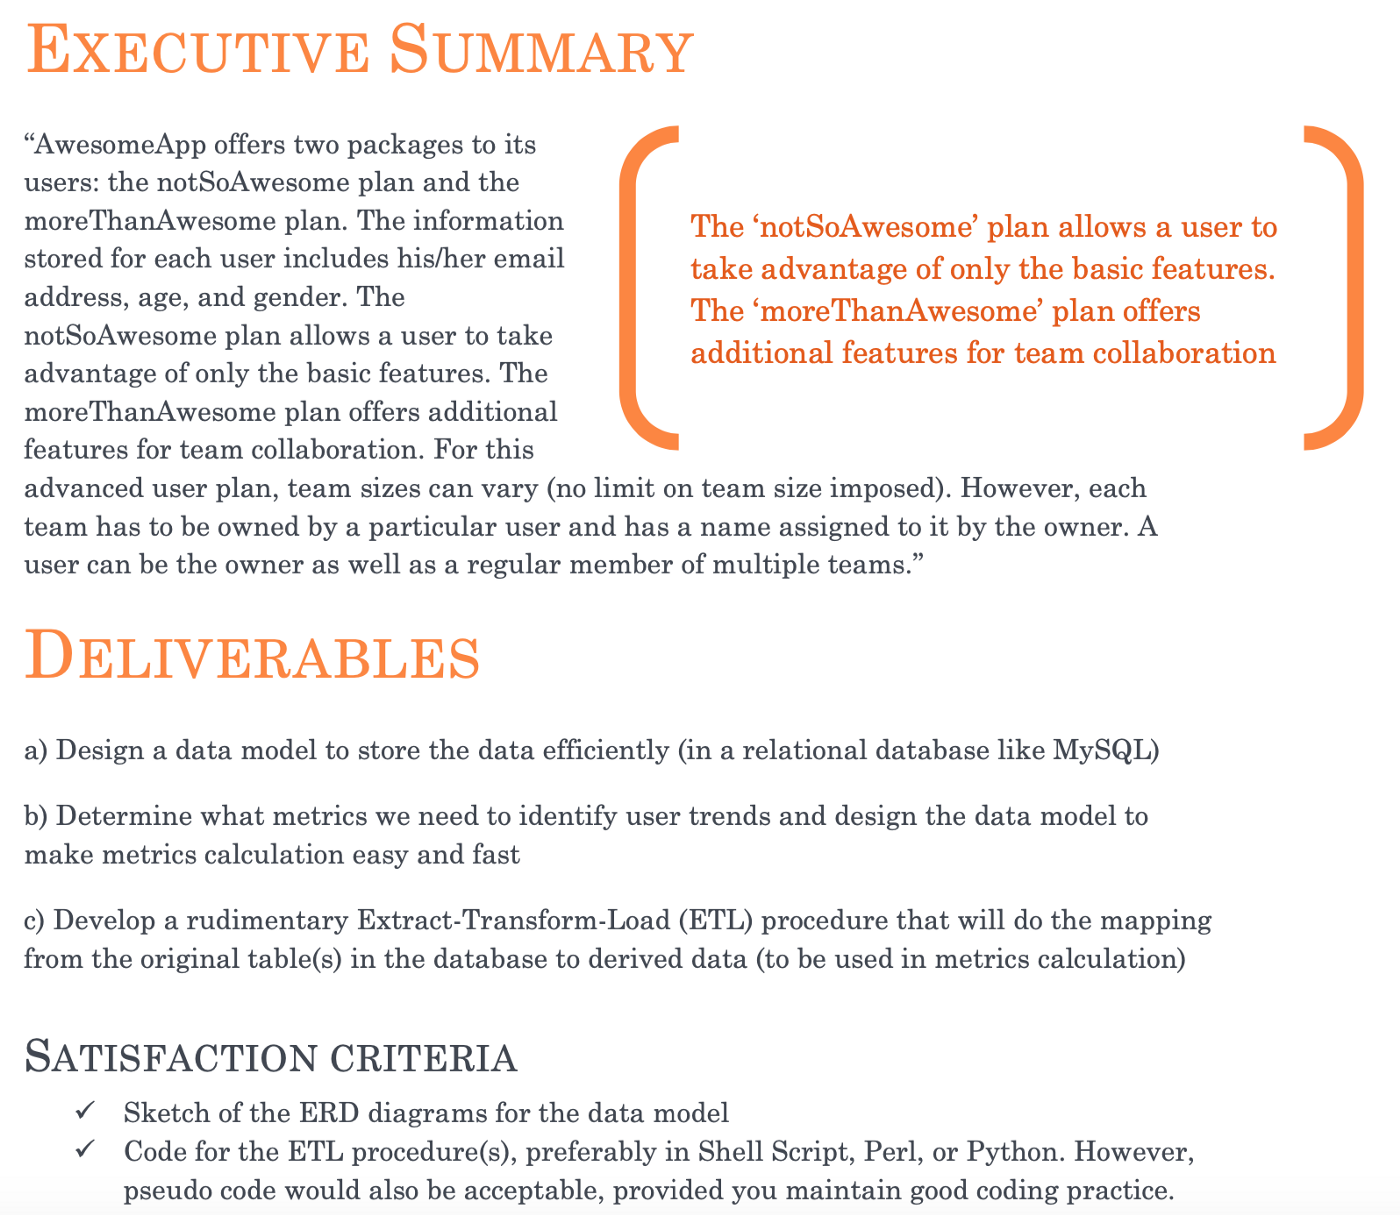 EXECUTIVE SUMMARY
“AwesomeApp offers two packages to its
users: the notSoAwesome plan and the
moreThanAwesome plan. The information
stored for each user includes his/her email
address, age, and gender. The
notSoAwesome plan allows a user to take
advantage of only the basic features. The
moreThanAwesome plan offers additional
features for team collaboration. For this
advanced user plan, team sizes can vary (no limit on team size imposed). However, each
team has to be owned by a particular user and has a name assigned to it by the owner. A
user can be the owner as well as a regular member of multiple teams.”
The ‘notSoAwesome’ plan allows a user to
take advantage of only the basic features.
The ‘moreThanAwesome’ plan offers
additional features for team collaboration
DELIVERABLES
a) Design a data model to store the data efficiently (in a relational database like MySQL)
b) Determine what metrics we need to identify user trends and design the data model to
make metrics calculation easy and fast
c) Develop a rudimentary Extract-Transform-Load (ETL) procedure that will do the mapping
from the original table(s) in the database to derived data (to be used in metrics calculation)
SATISFACTION CRITERIA
✓ Sketch of the ERD diagrams for the data model
✓ Code for the ETL procedure(s), preferably in Shell Script, Perl, or Python. However,
pseudo code would also be acceptable, provided you maintain good coding practice.